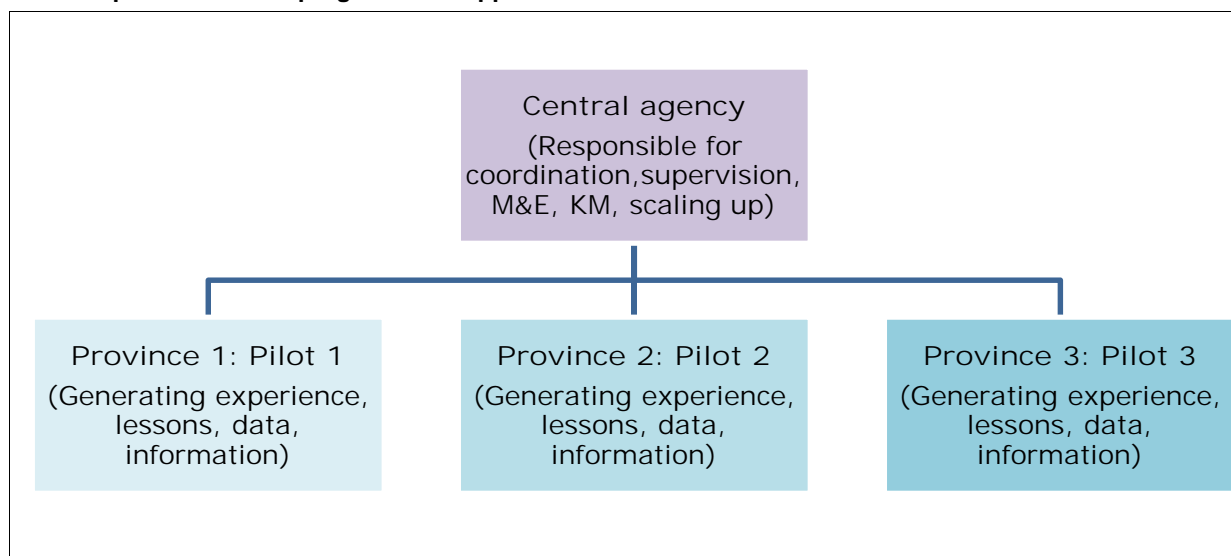 Central agency
(Responsible for
coordination,supervision,
M&E, KM, scaling up)
Province 1: Pilot 1
(Generating experience,
lessons, data,
information)
Province 2: Pilot 2
(Generating experience,
lessons, data,
information)
Province 3: Pilot 3
(Generating experience,
lessons, data,
information)